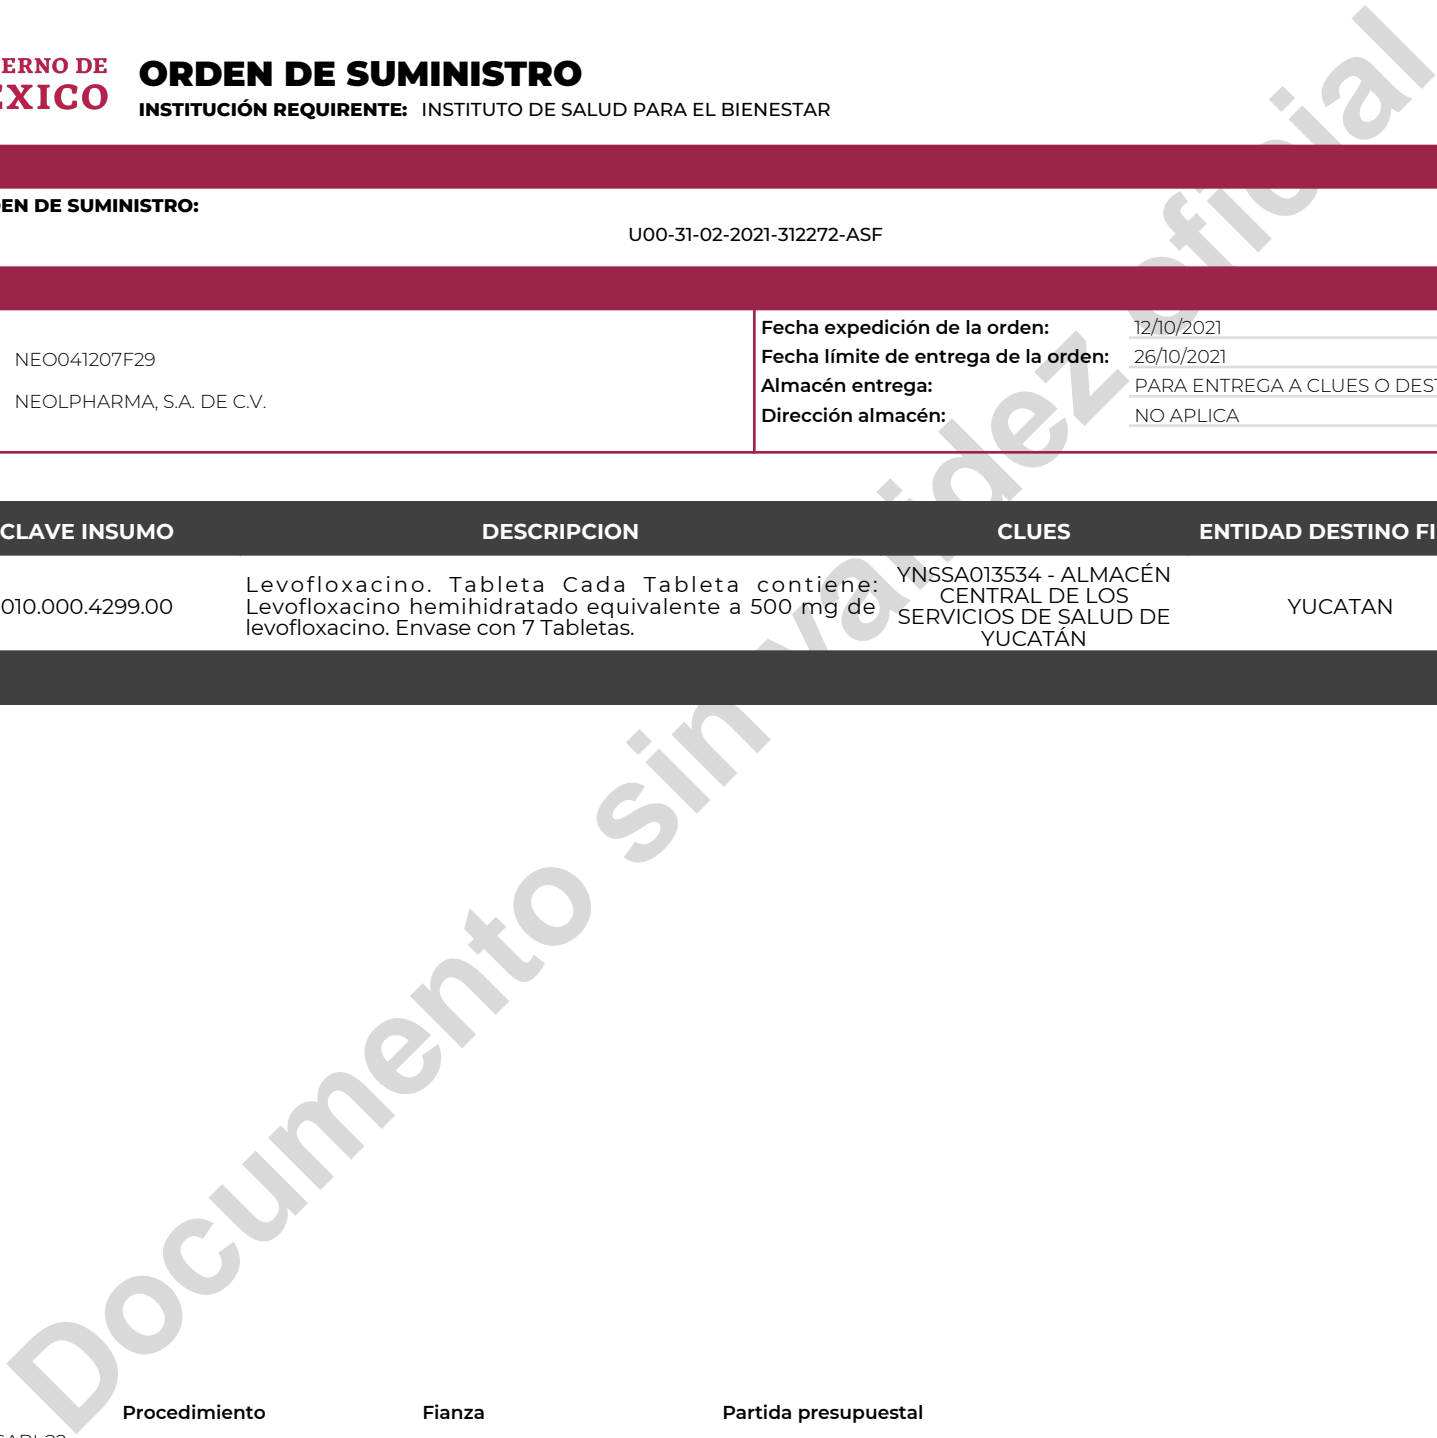 ERNO DE
EXICO
ORDEN DE SUMINISTRO
INSTITUCIÓN REQUIRENTE: INSTITUTO DE SALUD PARA EL BIENESTAR
EN DE SUMINISTRO:
U00-31-02-2021-312272-ASF
NEO041207F29
NEOLPHARMA, S.A. DE C.V.
Fecha expedición de la orden: 12/10/2021
Fecha límite de entrega de la orden: 26/10/2021
Almacén entrega: PARA ENTREGA A CLUES O DEST
Dirección almacén: NO APLICA
CLAVE INSUMO DESCRIPCION CLUES ENTIDAD DESTINO FI
010.000.4299.00
Levofloxacino. Tableta Cada Tableta contiene:
Levofloxacino hemihidratado equivalente a 500 mg de
levofloxacino. Envase con 7 Tabletas.
YNSSA013534 - ALMACÉN
CENTRAL DE LOS
SERVICIOS DE SALUD DE
YUCATÁN
YUCATAN
Documento sin validez oficial
Procedimiento Fianza Partida presupuestal